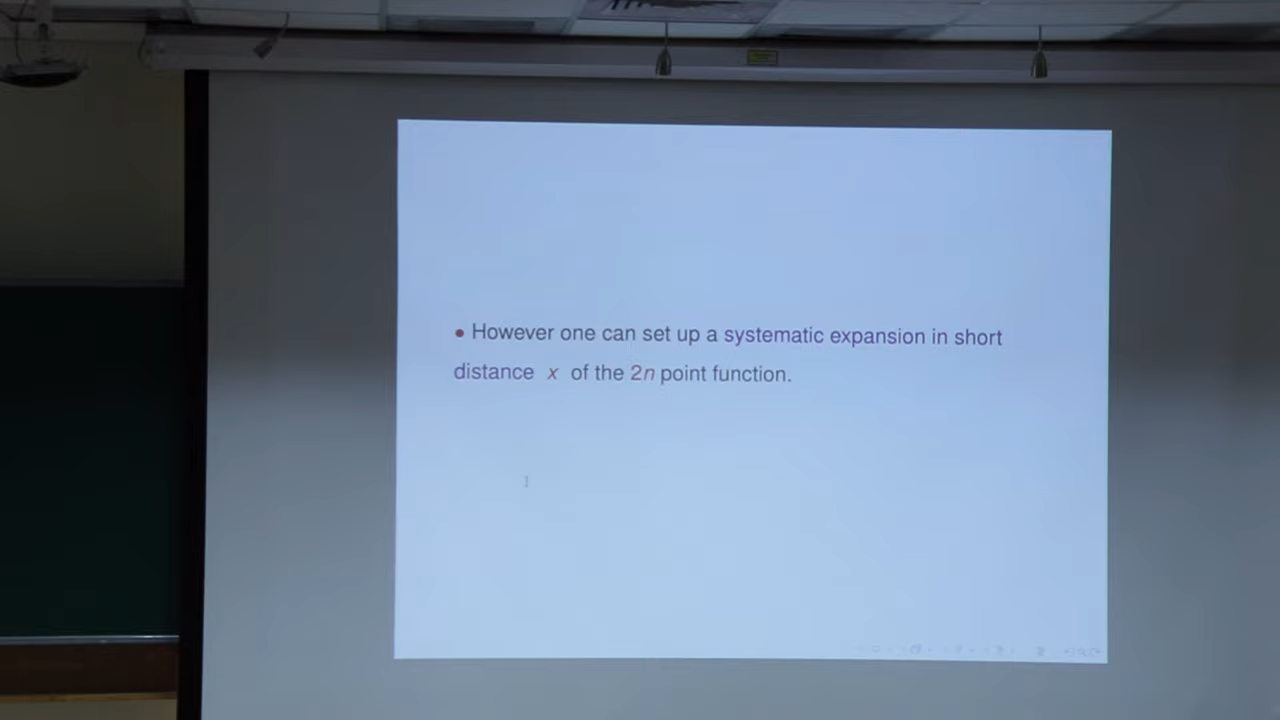 • However one can set up a systematic expansion in short
distance x of the 2n point function.